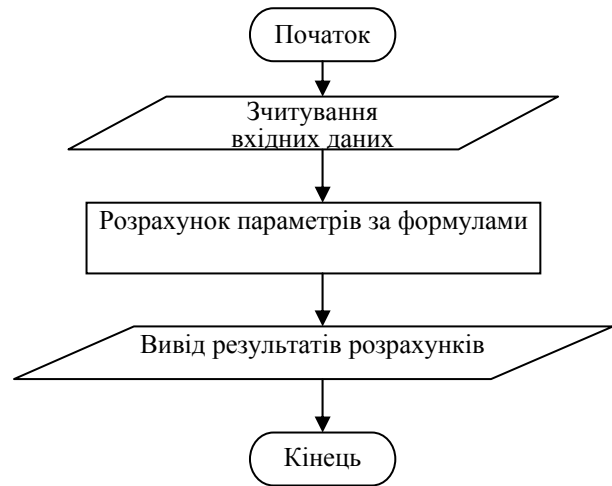 Початок
Зчитування
вхідних даних
Розрахунок параметрів за формулами
Вивід результатів розрахунків
Кінець